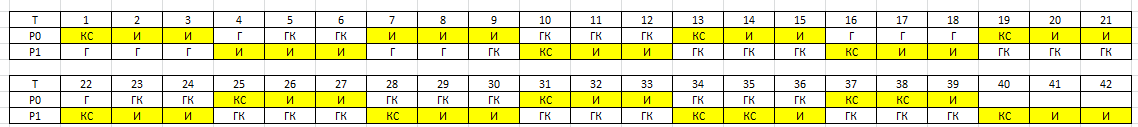 Т 1 2 3 4 5 6 7 8 9 10 11 12 13 14 15 16 17 18 19 20 21
P0 КС И И Г ГК ГК И И И ГК ГК ГК КС И И Г Г Г КС И И
P1 Г Г Г И И И Г Г ГК КС И И ГК ГК ГК КС И И ГК ГК ГК
Т 22 23 24 25 26 27 28 29 30 31 32 33 34 35 36 37 38 39 40 41 42
P0 Г ГК ГК КС И И ГК ГК ГК КС И И ГК ГК ГК КС КС И
P1 КС И И ГК ГК ГК КС И И ГК ГК ГК КС КС И ГК ГК ГК КС И И